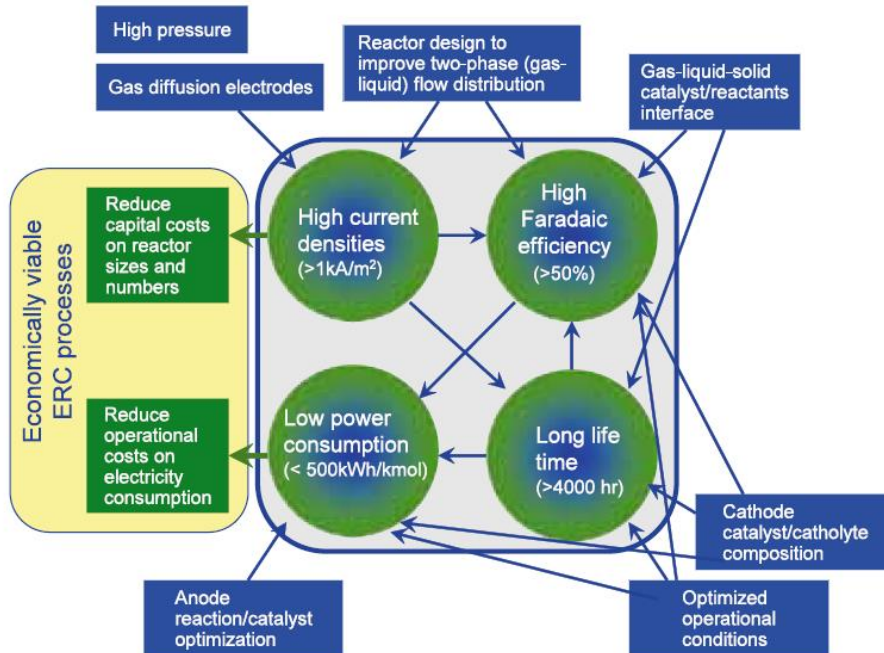 High pressure
Gas diffusion electrodes
Reactor design to
improve two-phase (gas-
liquid) flow distribution
Gas-liquid-solid
catalyst/reactants
interface
Economically viable
ERC processes
Reduce
capital costs
on reactor
sizes and
numbers
High current
densities
(>1kA/m²)
High
Faradaic
efficiency
(>50%)
Reduce
operational
costs on
electricity
consumption
Low power
consumption
(< 500kWh/kmol)
Long life
time
(>4000 hr)
Cathode
catalyst/catholyte
composition
Anode
reaction/catalyst
optimization
Optimized
operational
conditions